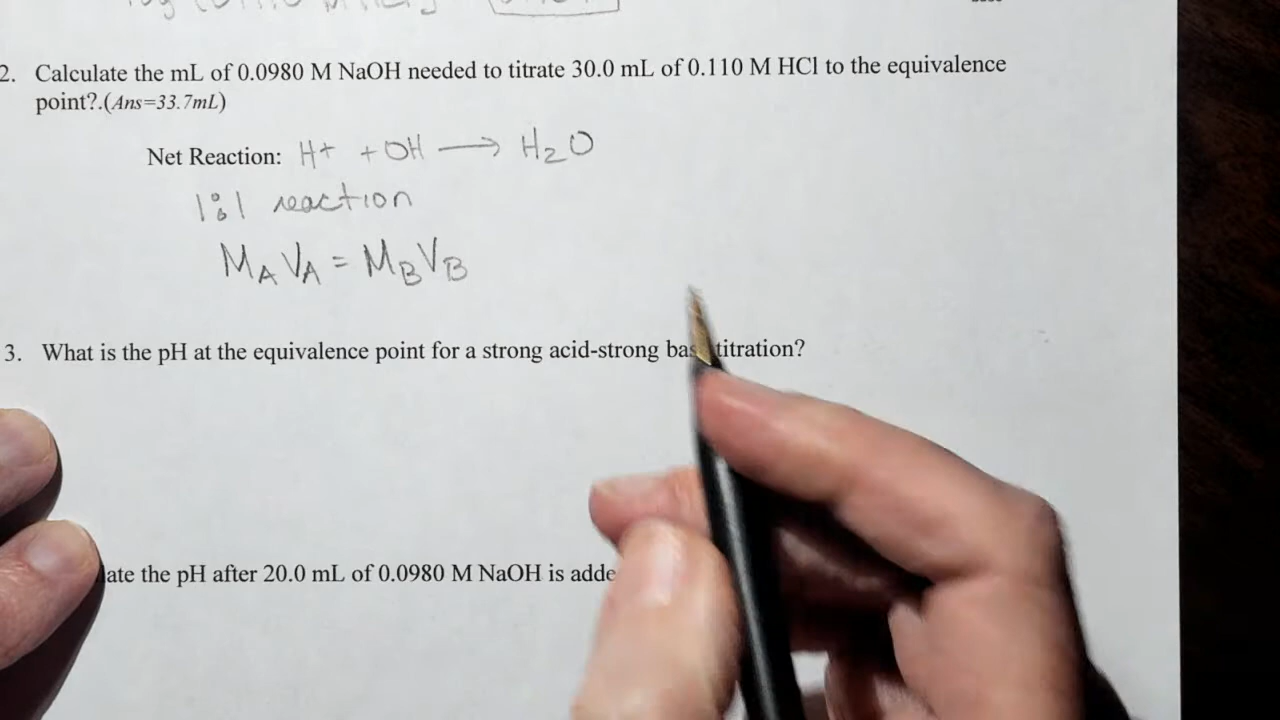 2. Calculate the mL of 0.0980 M NaOH needed to titrate 30.0 mL of 0.110 M HCl to the equivalence
point?.(Ans=33.7mL)
Net Reaction: H+ + OH → H2O
1:1 reaction
MAVA = MBVB
3. What is the pH at the equivalence point for a strong acid-strong titration?
the pH after 20.0 mL of 0.0980 M NaOH is